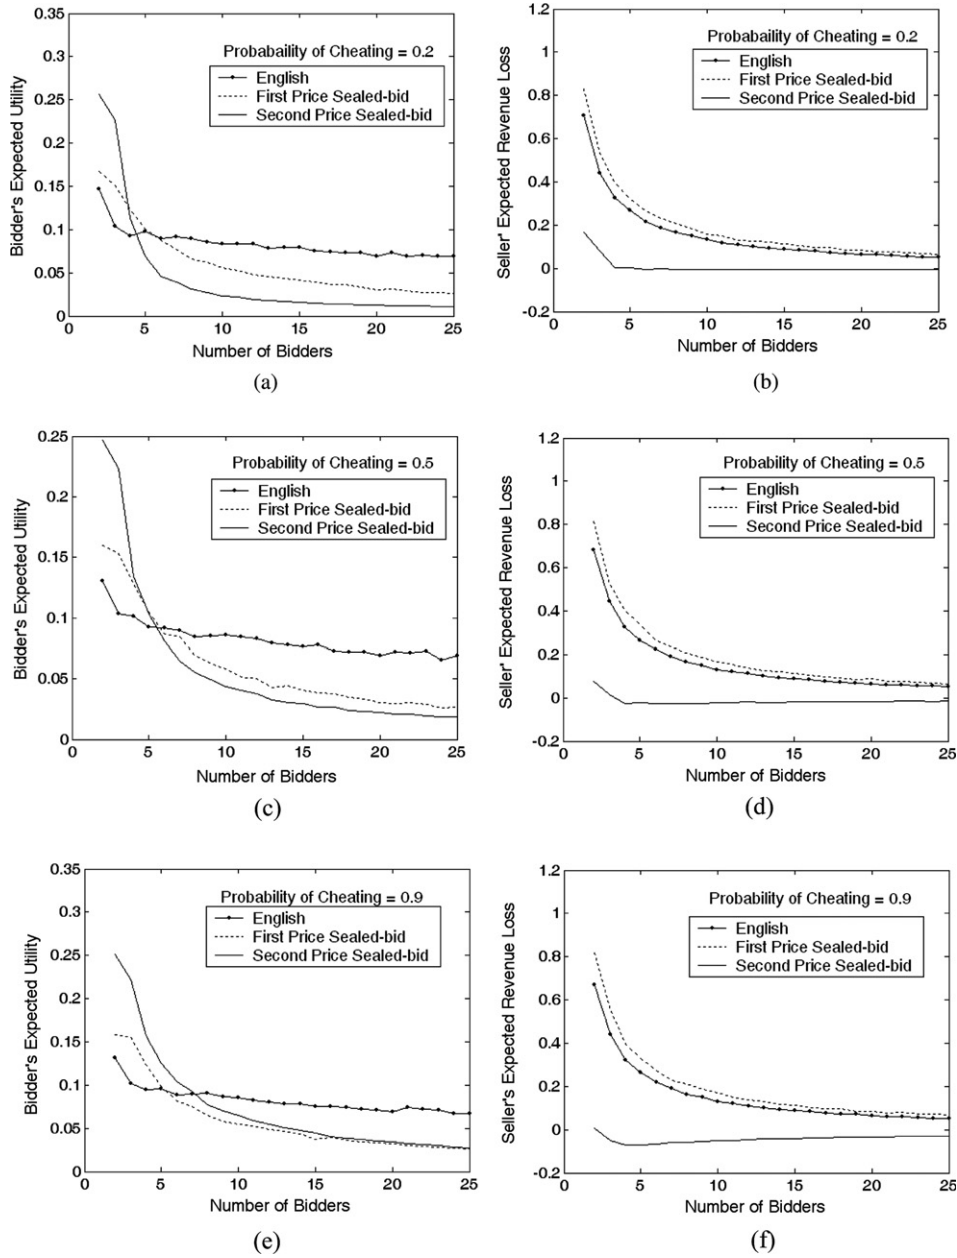 0.35
0.3
0.25
0.2
0.15
0.1
0.05
0
Bidder's Expected Utility
Probabaility of Cheating = 0.2
English
First Price Sealed-bid
Second Price Sealed-bid
0 5 10 15 20 25
Number of Bidders
(a)
1.2
1
0.8
0.6
0.4
0.2
0
-0.2
Seller' Expected Revenue Loss
Probability of Cheating = 0.2
English
First Price Sealed-bid
Second Price Sealed-bid
0 5 10 15 20 25
Number of Bidders
(b)
0.25
0.2
0.15
0.1
0.05
0
Bidder's Expected Utility
Probability of Cheating = 0.5
English
First Price Sealed-bid
Second Price Sealed-bid
0 5 10 15 20 25
Number of Bidders
(c)
1.2
1
0.8
0.6
0.4
0.2
0
-0.2
Seller' Expected Revenue Loss
Probability of Cheating = 0.5
English
First Price Sealed-bid
Second Price Sealed-bid
0 5 10 15 20 25
Number of Bidders
(d)
0.35
0.3
0.25
0.2
0.15
0.1
0.05
0
Bidder's Expected Utility
Probability of Cheating = 0.9
English
First Price Sealed-bid
Second Price Sealed-bid
0 5 10 15 20 25
Number of Bidders
(e)
1.2
1
0.8
0.6
0.4
0.2
0
-0.2
Seller's Expected Revenue Loss
Probability of Cheating = 0.9
English
First Price Sealed-bid
Second Price Sealed-bid
0 5 10 15 20 25
Number of Bidders
(f)